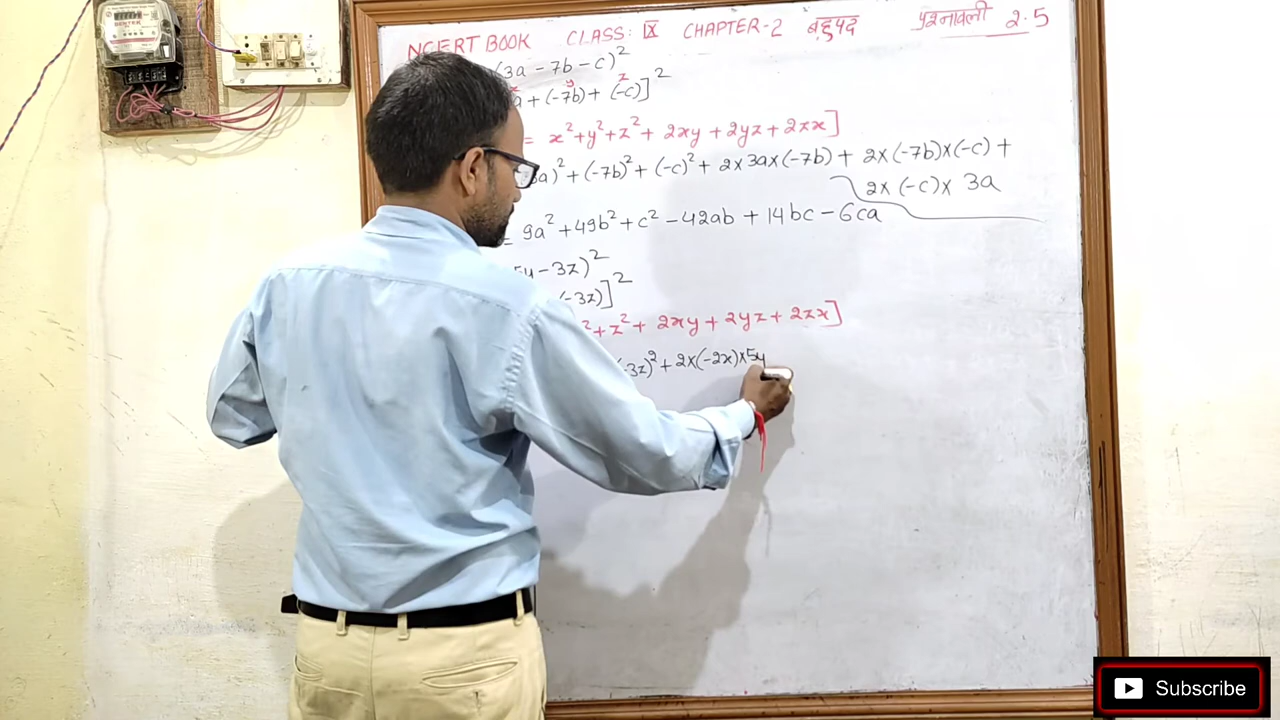 NCERT BOOK CLASS: IX CHAPTER-2 बहुपद प्रश्नावली 2.5
(3a - 7b - c)²
a + (-7b) + (-c)]²
x y z
= x² + y² + z² + 2xy + 2yz + 2zx]
3a)² + (-7b)² + (-c)² + 2 × 3a × (-7b) + 2 × (-7b) × (-c) +
2 × (-c) × 3a
= 9a² + 49b² + c² - 42ab + 14bc - 6ca
5y - 3z)²
(-3z)]²
² + z² + 2xy + 2yz + 2zx]
(-3z)² + 2 × (-2x) × 5y
Subscribe